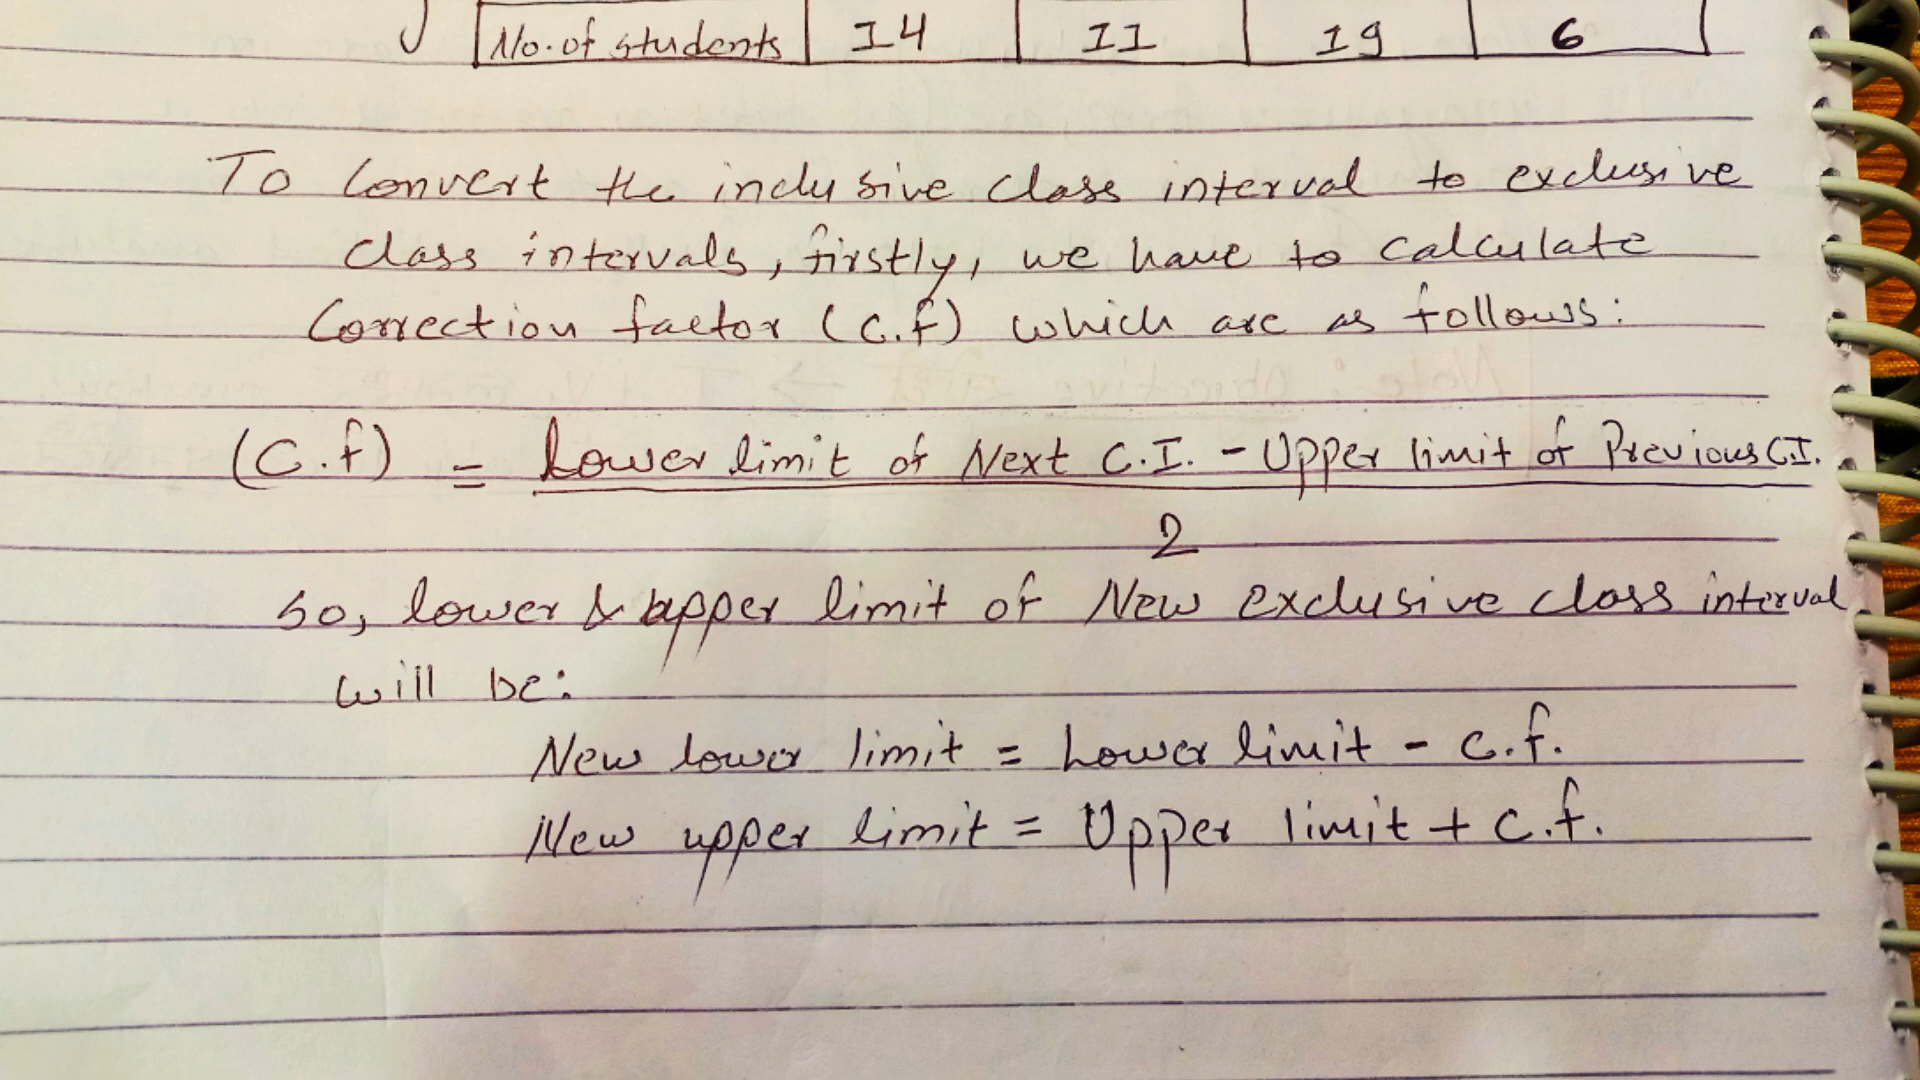 No. of students 14 11 19 6
To Convert the inclusive class interval to exclusive
class intervals, firstly, we have to calculate
Correction factor (C.f) which are as follows:
(C.f) = Lower limit of Next C.I. - Upper limit of Previous C.I.
2
So, lower & upper limit of New exclusive class interval
will be:
New lower limit = Lower limit - C.f.
New upper limit = Upper limit + C.f.